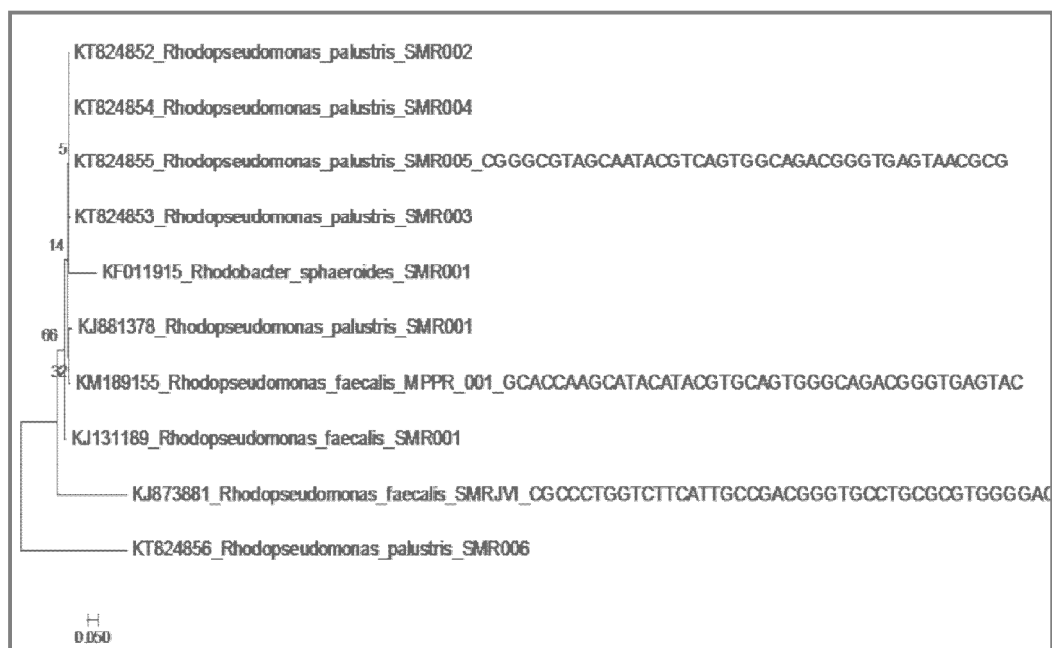 KT824852_Rhodopseudomonas_palustris_SMR002
KT824854_Rhodopseudomonas_palustris_SMR004
5
KT824855_Rhodopseudomonas_palustris_SMR005_CGGGCGTAGCAATACGTCAGTGGCAGACGGGTGAGTAACGCG
KT824853_Rhodopseudomonas_palustris_SMR003
14
KF011915_Rhodobacter_sphaeroides_SMR001
KJ881378_Rhodopseudomonas_palustris_SMR001
66
32
KM189155_Rhodopseudomonas_faecalis_MPPR_001_GCACCAAGCATACATACGTGCAGTGGGCAGACGGGTGAGTAC
KJ131189_Rhodopseudomonas_faecalis_SMR001
KJ873881_Rhodopseudomonas_faecalis_SMRJVI_CGCCCTGGTCTTCATTGCCGACGGGTGCCTGCGCGTGGGGAC
KT824856_Rhodopseudomonas_palustris_SMR006
0.050